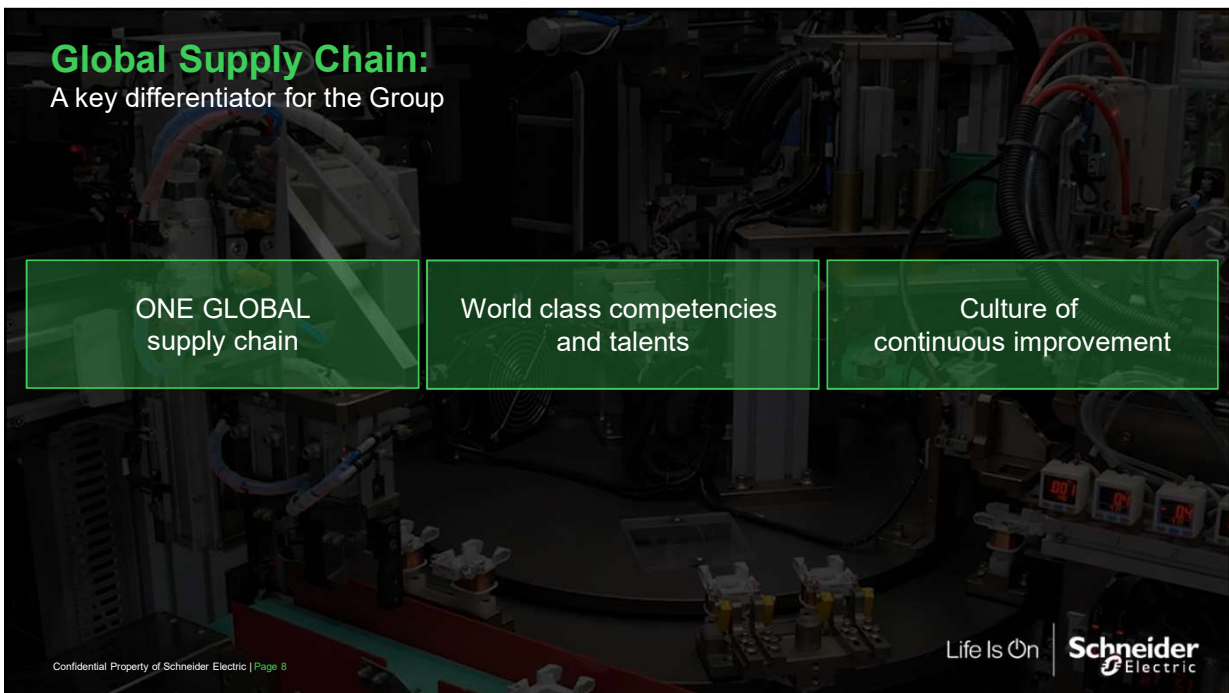 Global Supply Chain:
A key differentiator for the Group
ONE GLOBAL
supply chain
World class competencies
and talents
Culture of
continuous improvement
Confidential Property of Schneider Electric | Page 8
Life Is On
Schneider
Electric